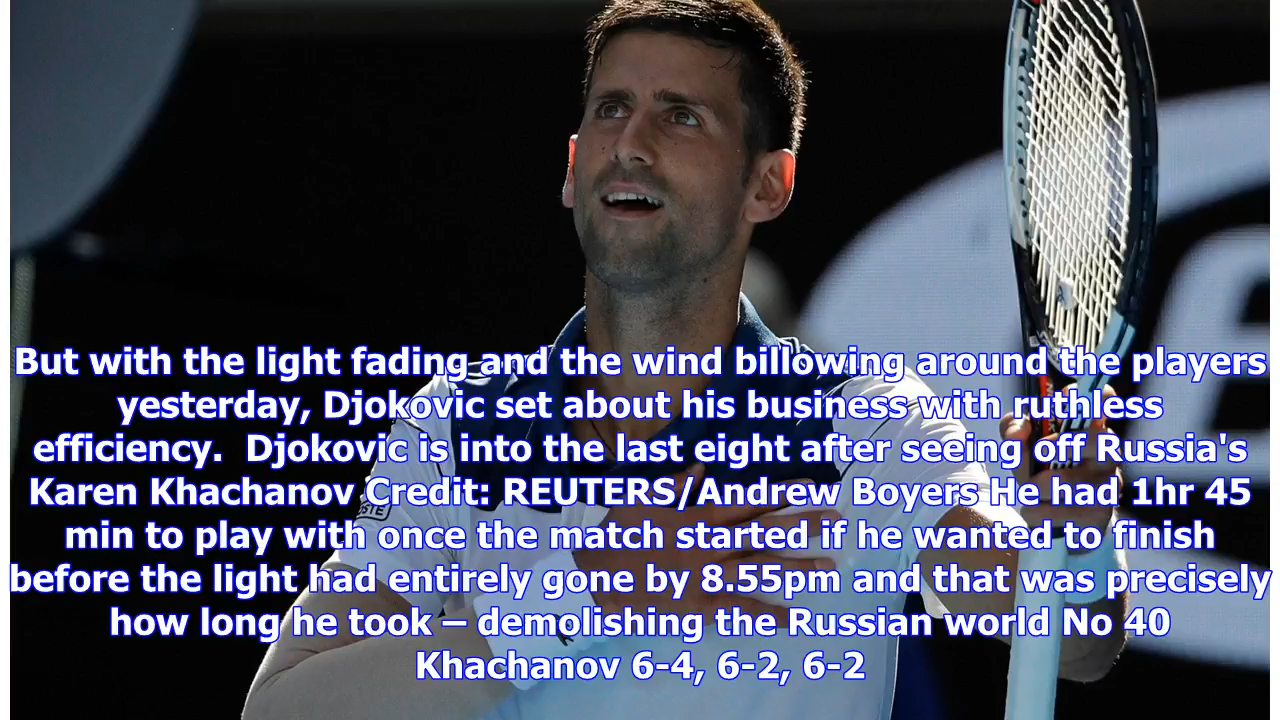 But with the light fading and the wind billowing around the players
yesterday, Djokovic set about his business with ruthless
efficiency.  Djokovic is into the last eight after seeing off Russia's
Karen Khachanov Credit: REUTERS/Andrew Boyers He had 1hr 45
min to play with once the match started if he wanted to finish
before the light had entirely gone by 8.55pm and that was precisely
how long he took – demolishing the Russian world No 40
Khachanov 6-4, 6-2, 6-2